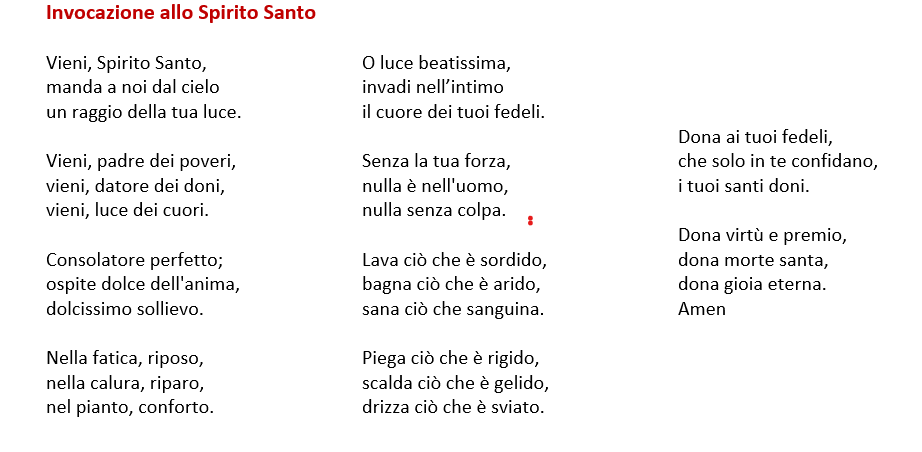 Invocazione allo Spirito Santo
Vieni, Spirito Santo,
manda a noi dal cielo
un raggio della tua luce.
Vieni, padre dei poveri,
vieni, datore dei doni,
vieni, luce dei cuori.
Consolatore perfetto;
ospite dolce dell'anima,
dolcissimo sollievo.
Nella fatica, riposo,
nella calura, riparo,
nel pianto, conforto.
O luce beatissima,
invadi nell’intimo
il cuore dei tuoi fedeli.
Senza la tua forza,
nulla è nell'uomo,
nulla senza colpa.
Lava ciò che è sordido,
bagna ciò che è arido,
sana ciò che sanguina.
Piega ciò che è rigido,
scalda ciò che è gelido,
drizza ciò che è sviato.
Dona ai tuoi fedeli,
che solo in te confidano,
i tuoi santi doni.
Dona virtù e premio,
dona morte santa,
dona gioia eterna.
Amen